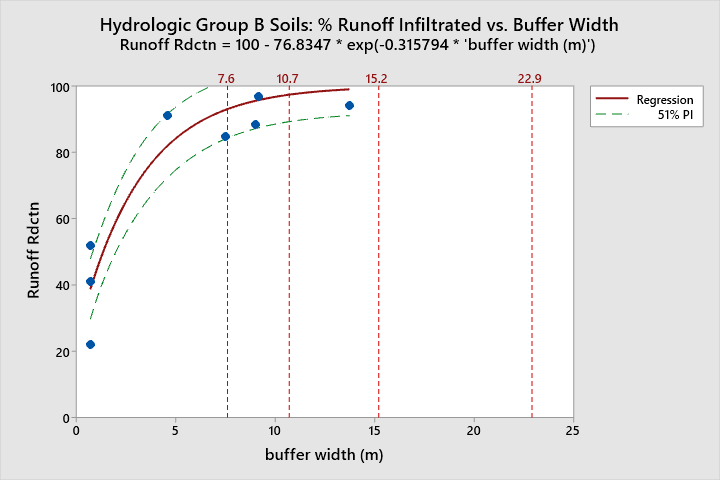 Hydrologic Group B Soils: % Runoff Infiltrated vs. Buffer Width
Runoff Rdctn = 100 - 76.8347 * exp(-0.315794 * 'buffer width (m)')
7.6 10.7 15.2 22.9
Regression
51% PI
100
80
60
40
20
0
Runoff Rdctn
0 5 10 15 20 25
buffer width (m)